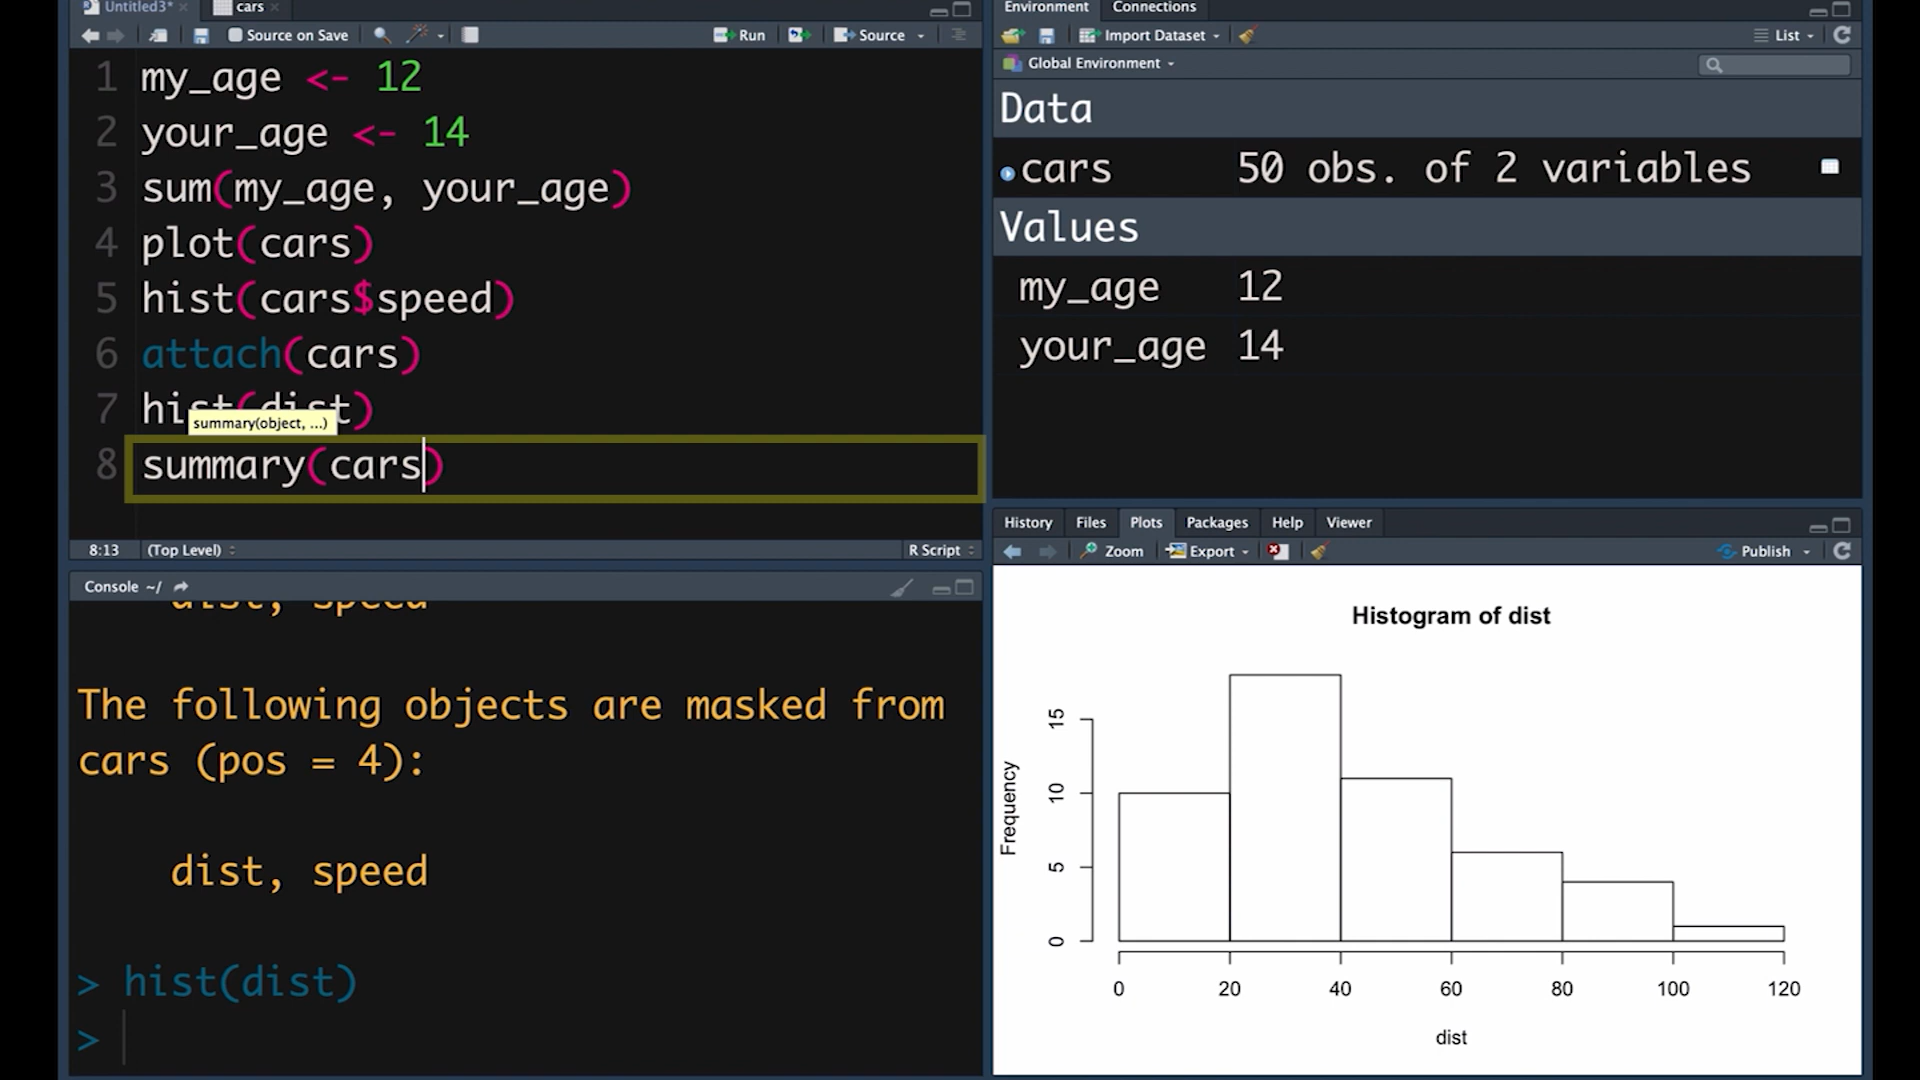 Untitled3* cars
Source on Save Run Source
1 my_age <- 12
2 your_age <- 14
3 sum(my_age, your_age)
4 plot(cars)
5 hist(cars$speed)
6 attach(cars)
7 hist(dist)
summary(object, ...)
8 summary(cars)
8:13 (Top Level) R Script
Console ~/
dist, speed
The following objects are masked from
cars (pos = 4):
dist, speed
> hist(dist)
>
Environment Connections
Import Dataset List
Global Environment
Data
cars 50 obs. of 2 variables
Values
my_age 12
your_age 14
History Files Plots Packages Help Viewer
Zoom Export Publish
Histogram of dist
Frequency
15
10
5
0
0 20 40 60 80 100 120
dist